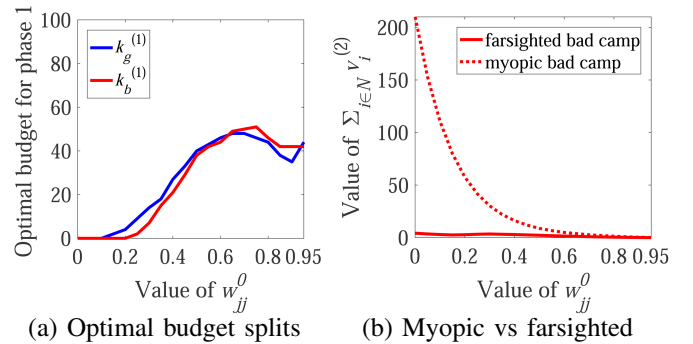 Optimal budget for phase 1
100
80
60
40
20
0
k_g^(1)
k_b^(1)
0 0.2 0.4 0.6 0.8 0.95
Value of w_jj^0
(a) Optimal budget splits
Value of Σ_{i∈N} v_i^(2)
200
150
100
50
0
farsighted bad camp
myopic bad camp
0 0.2 0.4 0.6 0.8 0.95
Value of w_jj^0
(b) Myopic vs farsighted